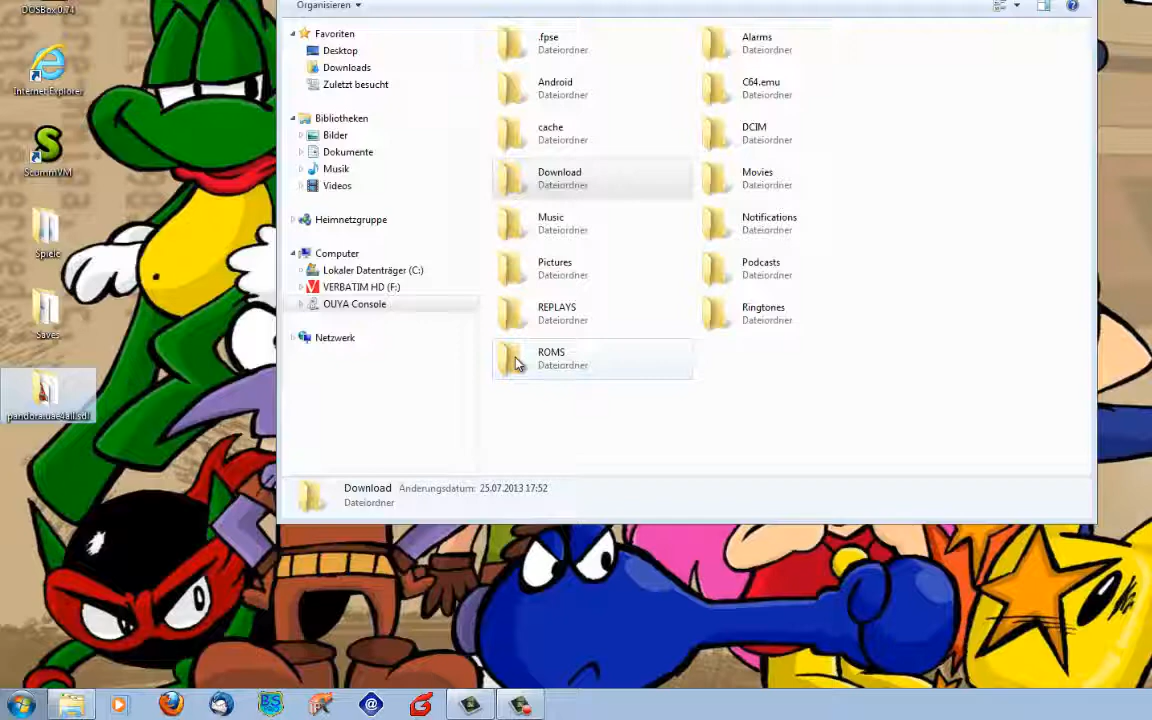 DOSBox 0.74
Internet Explorer
ScummVM
Spiele
Saves
pandora.uae4all.sdl
Organisieren
Favoriten
Desktop
Downloads
Zuletzt besucht
Bibliotheken
Bilder
Dokumente
Musik
Videos
Heimnetzgruppe
Computer
Lokaler Datenträger (C:)
VERBATIM HD (F:)
OUYA Console
Netzwerk
.fpse
Dateiordner
Alarms
Dateiordner
Android
Dateiordner
C64.emu
Dateiordner
cache
Dateiordner
DCIM
Dateiordner
Download
Dateiordner
Movies
Dateiordner
Music
Dateiordner
Notifications
Dateiordner
Pictures
Dateiordner
Podcasts
Dateiordner
REPLAYS
Dateiordner
Ringtones
Dateiordner
ROMS
Dateiordner
Download Änderungsdatum: 25.07.2013 17:52
Dateiordner